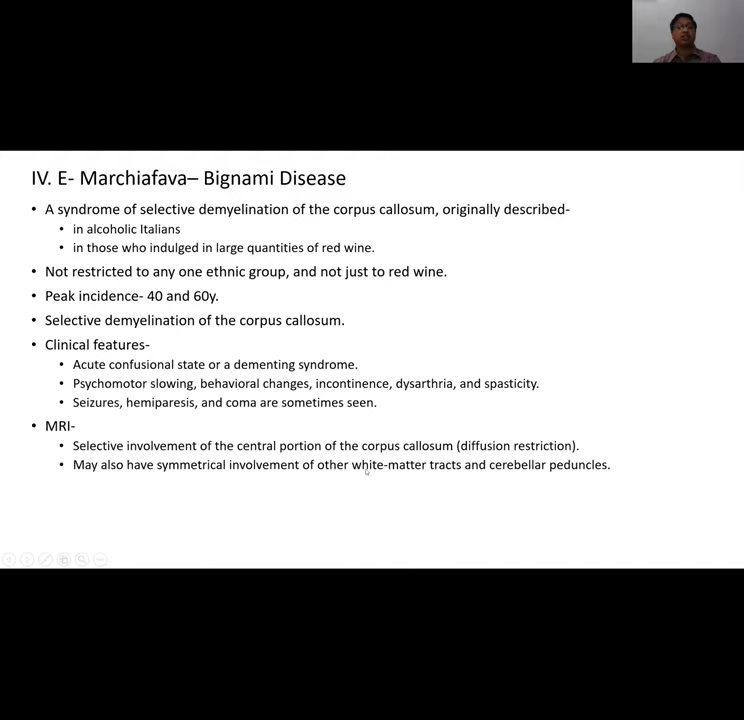 IV. E- Marchiafava– Bignami Disease
• A syndrome of selective demyelination of the corpus callosum, originally described-
• in alcoholic Italians
• in those who indulged in large quantities of red wine.
• Not restricted to any one ethnic group, and not just to red wine.
• Peak incidence- 40 and 60y.
• Selective demyelination of the corpus callosum.
• Clinical features-
• Acute confusional state or a dementing syndrome.
• Psychomotor slowing, behavioral changes, incontinence, dysarthria, and spasticity.
• Seizures, hemiparesis, and coma are sometimes seen.
• MRI-
• Selective involvement of the central portion of the corpus callosum (diffusion restriction).
• May also have symmetrical involvement of other white-matter tracts and cerebellar peduncles.